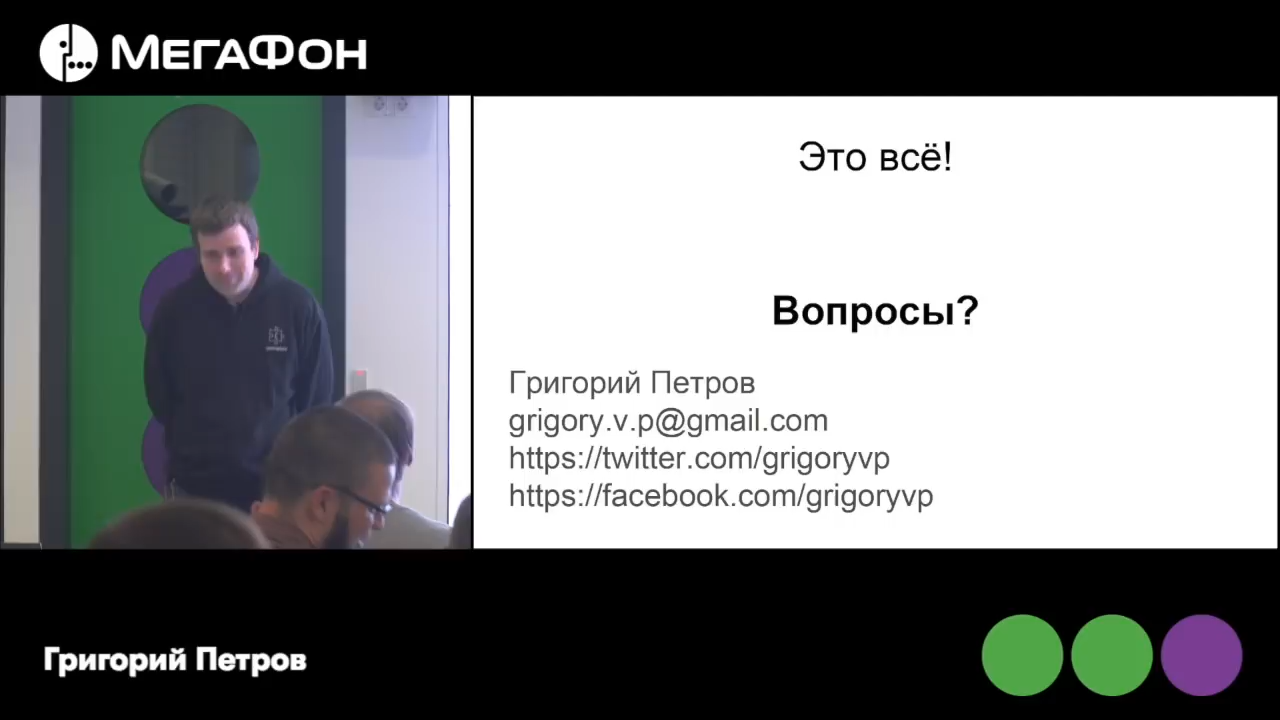 МегаФон
Это всё!
Вопросы?
Григорий Петров
grigory.v.p@gmail.com
https://twitter.com/grigoryvp
https://facebook.com/grigoryvp
Григорий Петров